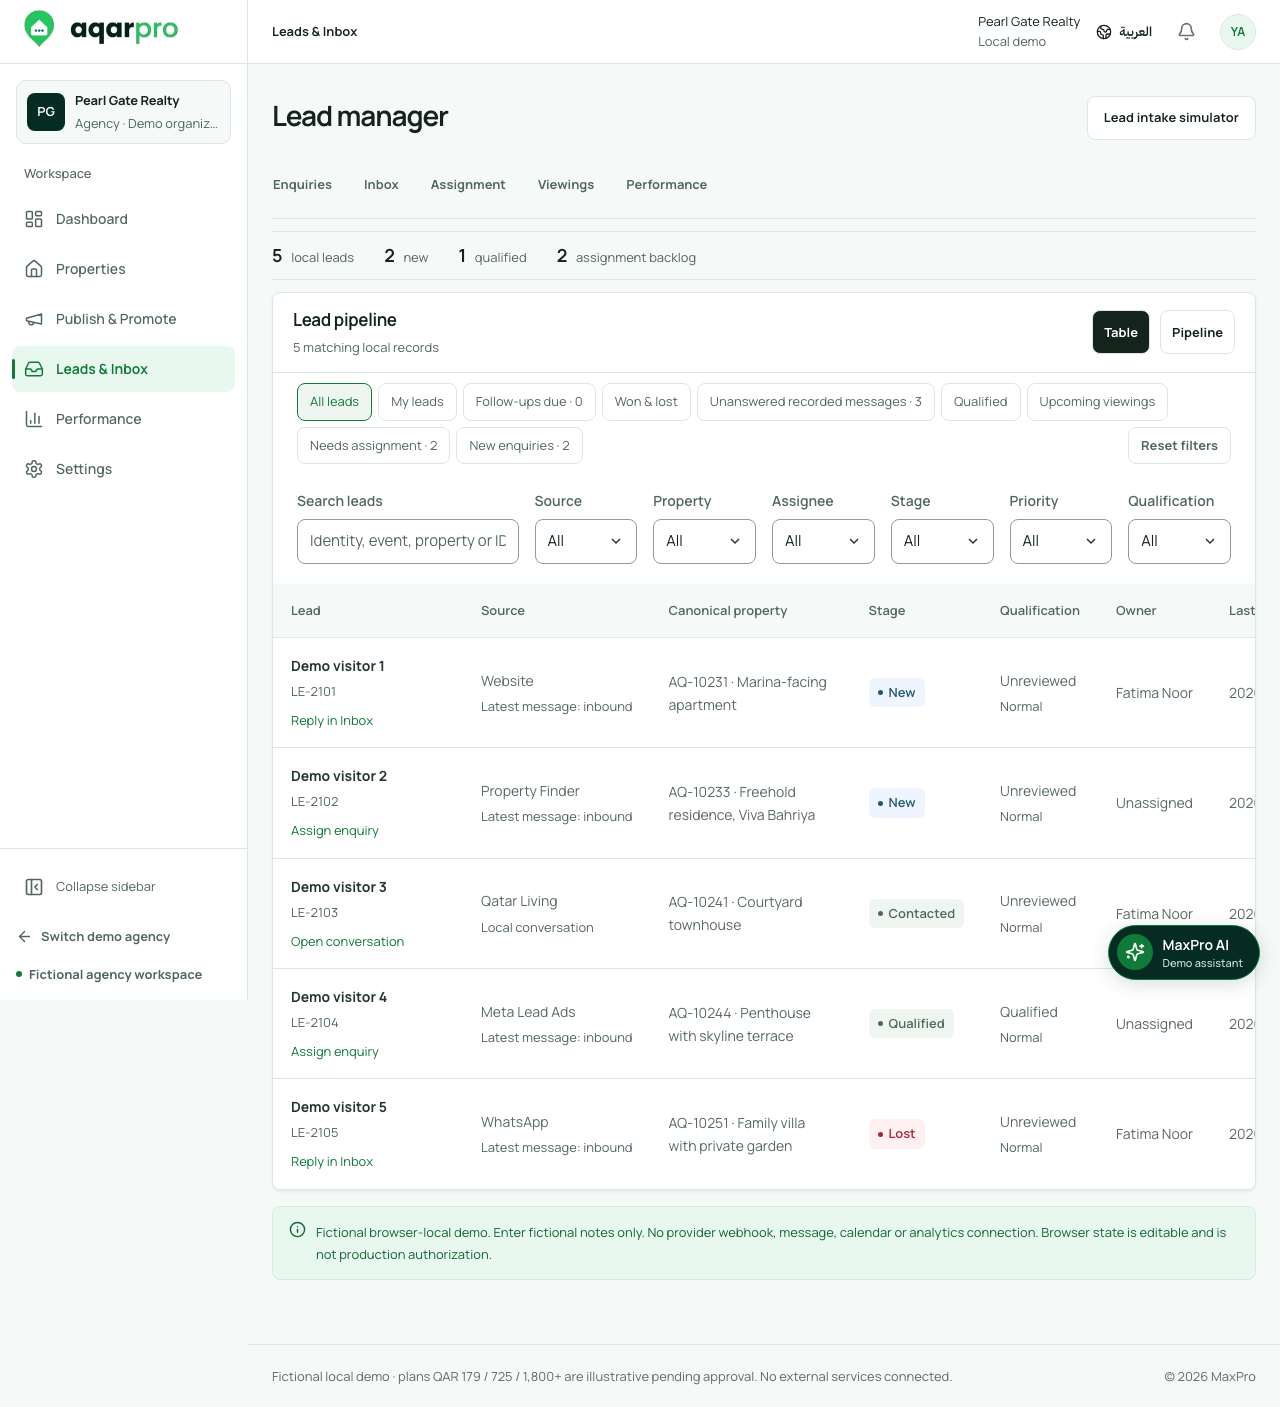 aqarpro
Leads & Inbox
Pearl Gate Realty
Local demo
العربية
YA
PG
Pearl Gate Realty
Agency · Demo organiz...
Workspace
Dashboard
Properties
Publish & Promote
Leads & Inbox
Performance
Settings
Collapse sidebar
Switch demo agency
Fictional agency workspace
Lead manager
Lead intake simulator
Enquiries Inbox Assignment Viewings Performance
5 local leads 2 new 1 qualified 2 assignment backlog
Lead pipeline
5 matching local records
Table Pipeline
All leads My leads Follow-ups due · 0 Won & lost Unanswered recorded messages · 3 Qualified Upcoming viewings
Needs assignment · 2 New enquiries · 2 Reset filters
Search leads Source Property Assignee Stage Priority Qualification
Identity, event, property or ID All All All All All All
Lead Source Canonical property Stage Qualification Owner Last
Demo visitor 1
LE-2101
Reply in Inbox
Website
Latest message: inbound
AQ-10231 · Marina-facing
apartment
New
Unreviewed
Normal
Fatima Noor
202
Demo visitor 2
LE-2102
Assign enquiry
Property Finder
Latest message: inbound
AQ-10233 · Freehold
residence, Viva Bahriya
New
Unreviewed
Normal
Unassigned
202
Demo visitor 3
LE-2103
Open conversation
Qatar Living
Local conversation
AQ-10241 · Courtyard
townhouse
Contacted
Unreviewed
Normal
Fatima Noor
202
MaxPro AI
Demo assistant
Demo visitor 4
LE-2104
Assign enquiry
Meta Lead Ads
Latest message: inbound
AQ-10244 · Penthouse
with skyline terrace
Qualified
Qualified
Normal
Unassigned
202
Demo visitor 5
LE-2105
Reply in Inbox
WhatsApp
Latest message: inbound
AQ-10251 · Family villa
with private garden
Lost
Unreviewed
Normal
Fatima Noor
202
Fictional browser-local demo. Enter fictional notes only. No provider webhook, message, calendar or analytics connection. Browser state is editable and is
not production authorization.
Fictional local demo · plans QAR 179 / 725 / 1,800+ are illustrative pending approval. No external services connected.
© 2026 MaxPro